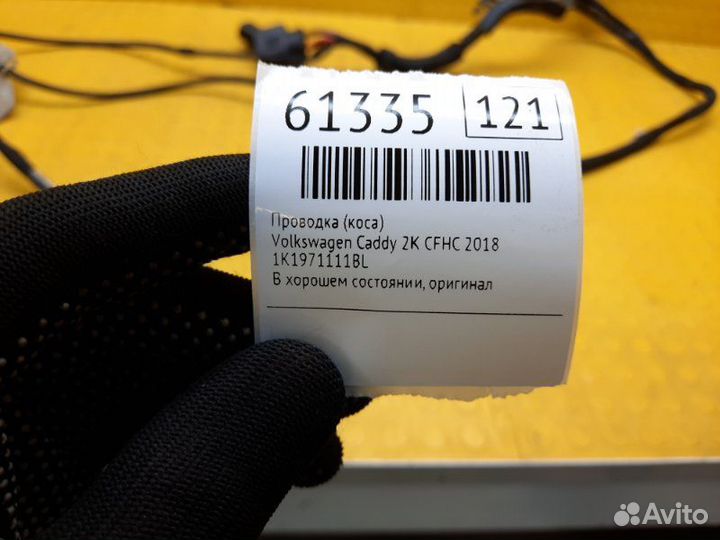 61335 121
Проводка (коса)
Volkswagen Caddy 2K CFHC 2018
1K1971111BL
В хорошем состоянии, оригинал
Avito